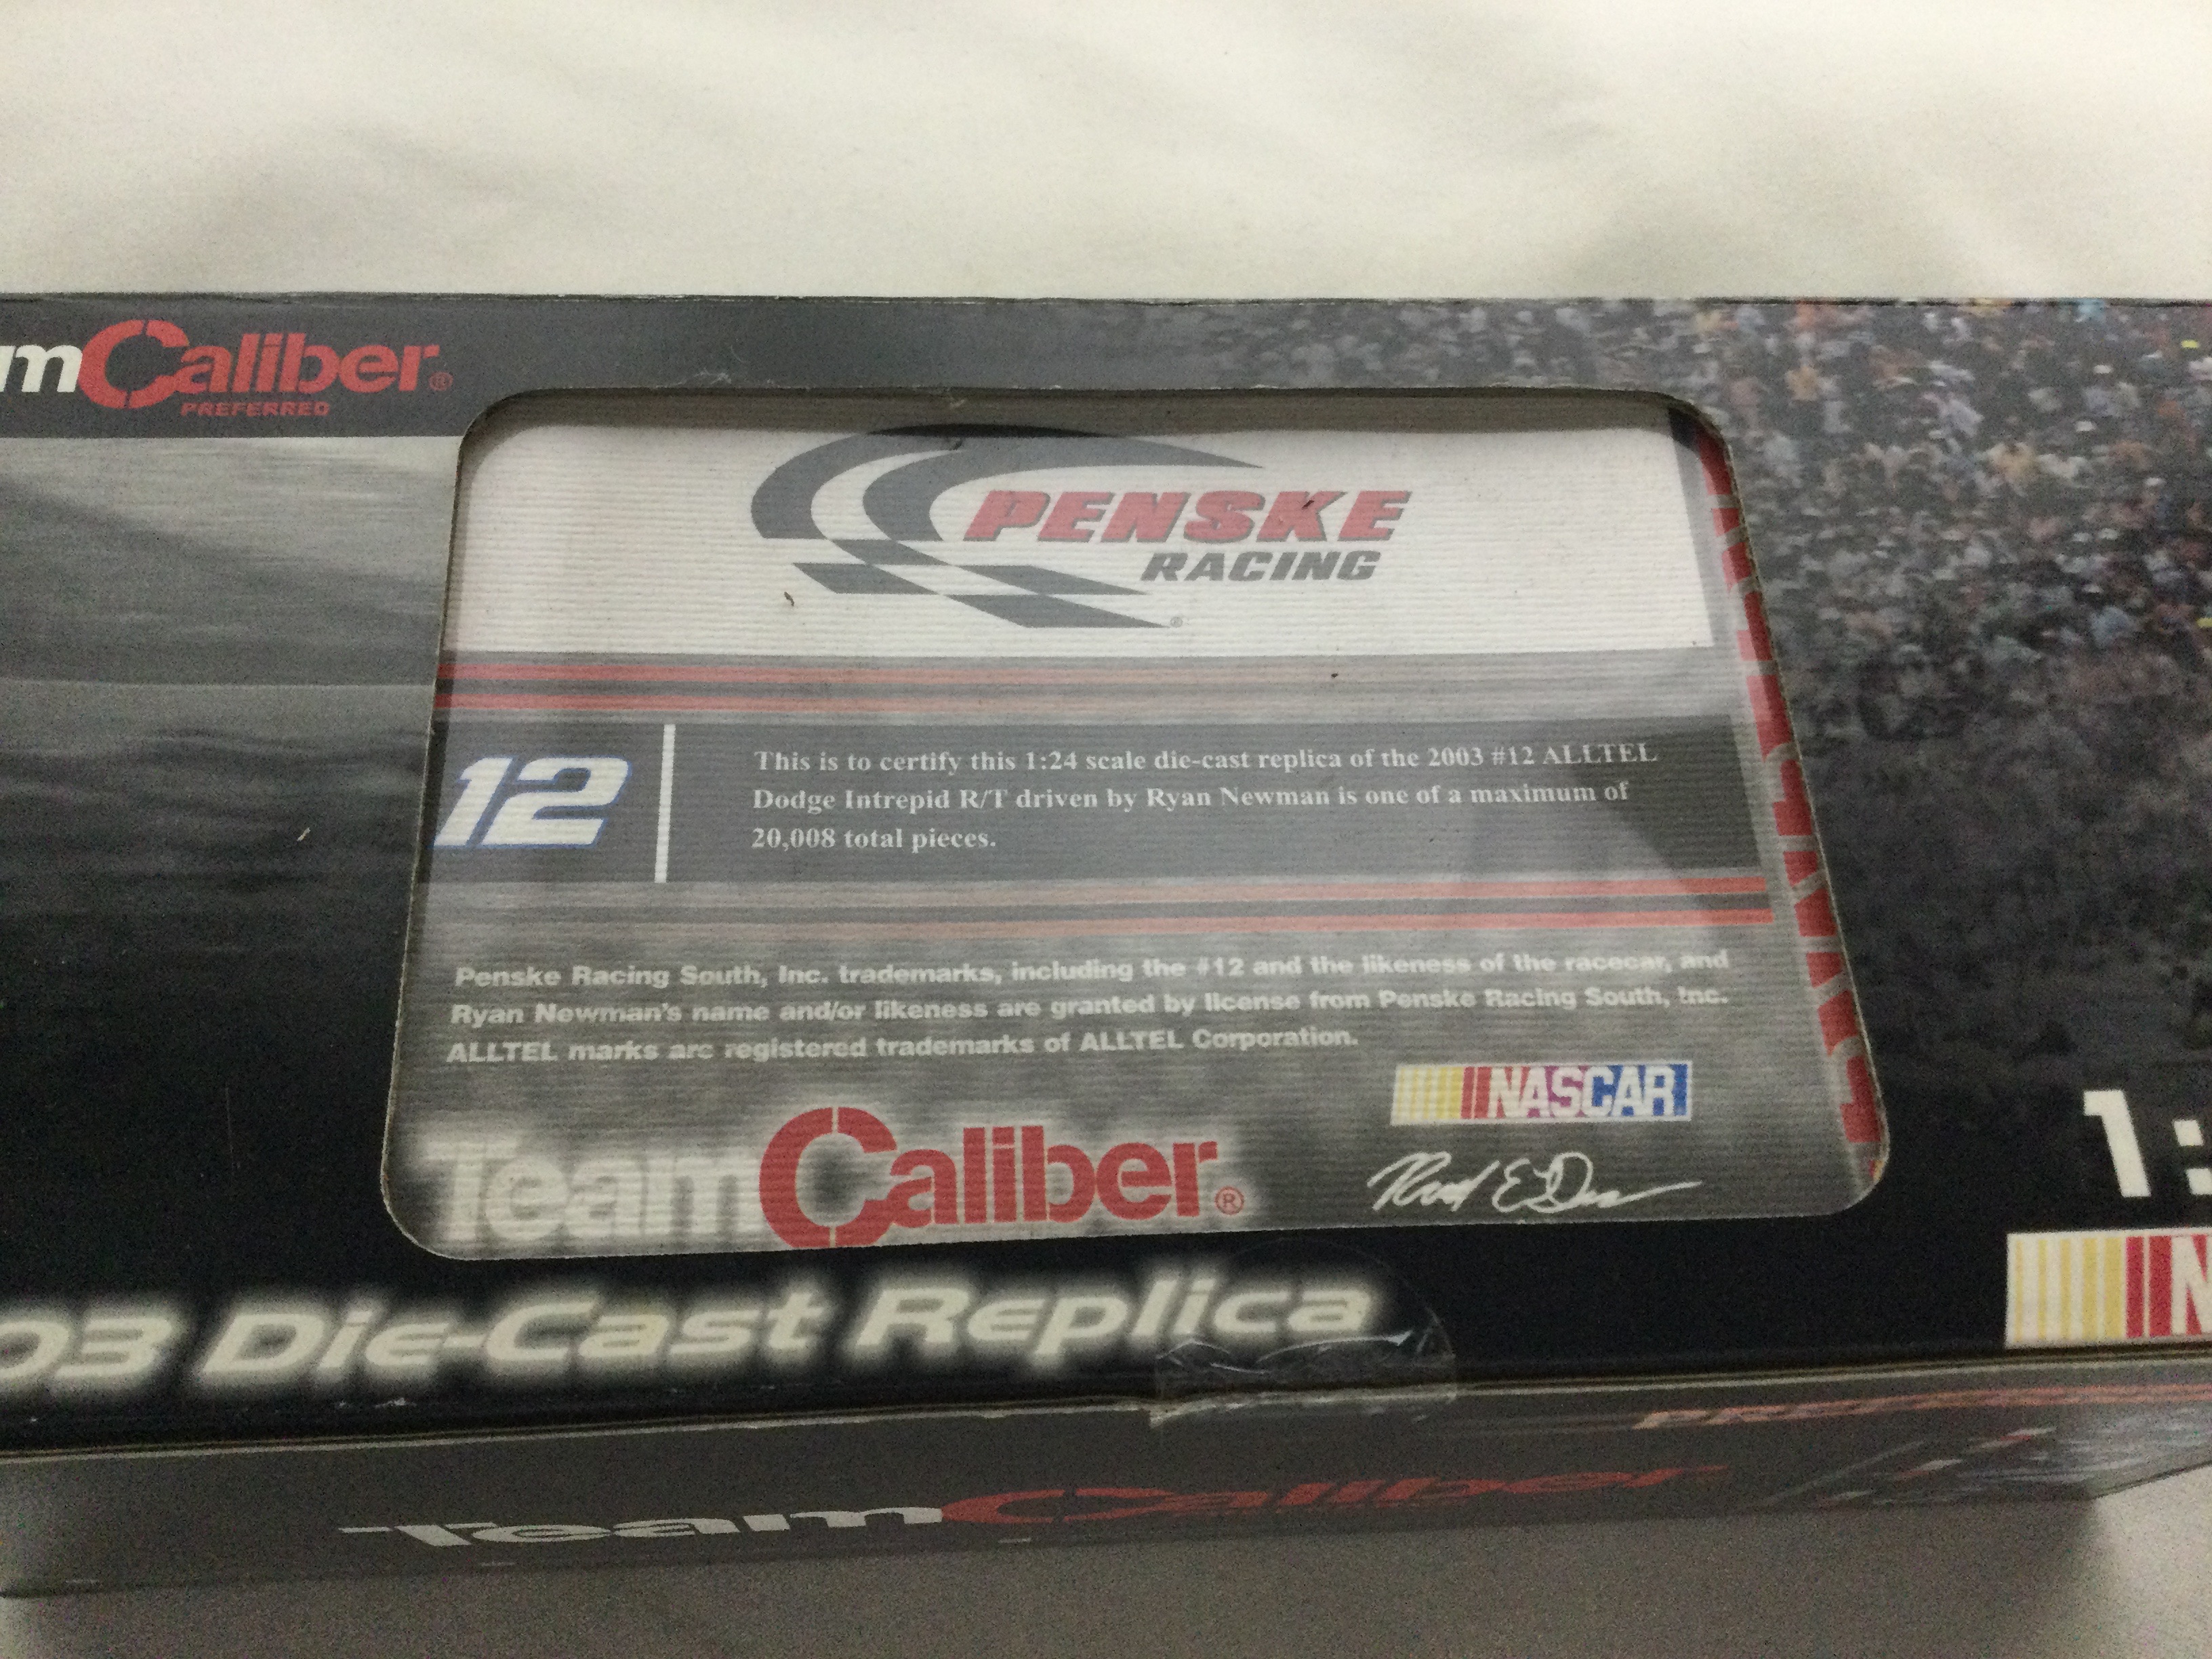 mCaliber®
PREFERRED
PENSKE
RACING
®
12
This is to certify this 1:24 scale die-cast replica of the 2003 #12 ALLTEL
Dodge Intrepid R/T driven by Ryan Newman is one of a maximum of
20,008 total pieces.
Penske Racing South, Inc. trademarks, including the #12 and the likeness of the racecar, and
Ryan Newman's name and/or likeness are granted by license from Penske Racing South, Inc.
ALLTEL marks are registered trademarks of ALLTEL Corporation.
NASCAR
TeamCaliber®
1:
03 Die-Cast Replica
N
TeamCaliber